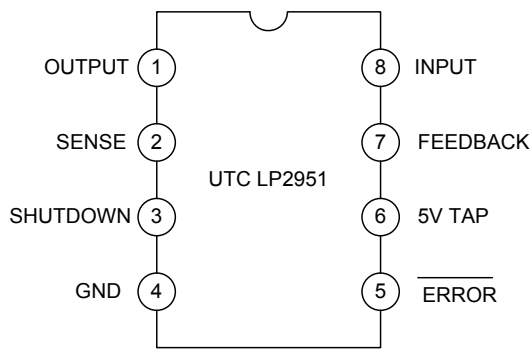 OUTPUT 1 8 INPUT
SENSE 2 7 FEEDBACK
UTC LP2951
SHUTDOWN 3 6 5V TAP
GND 4 5 ERROR